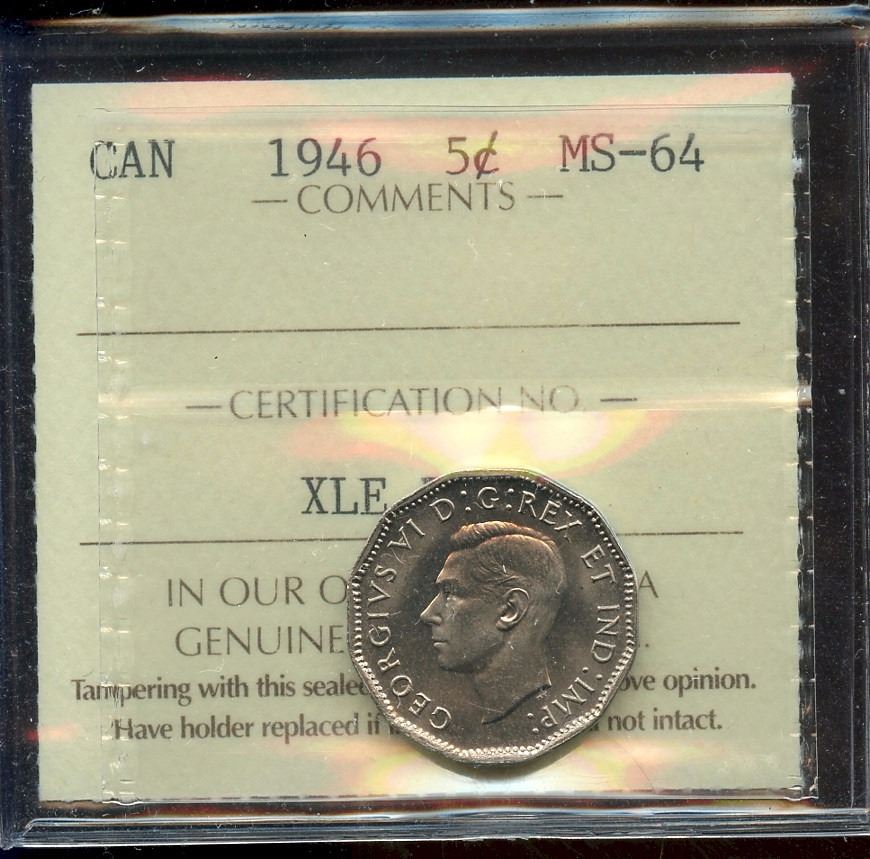 CAN 1946 5¢ MS-64
— COMMENTS —
— CERTIFICATION NO. —
XLE
IN OUR O A
GENUINE .
Tampering with this sealed ove opinion.
Have holder replaced if not intact.
GEORGIVS VI D:G:REX ET IND:IMP: